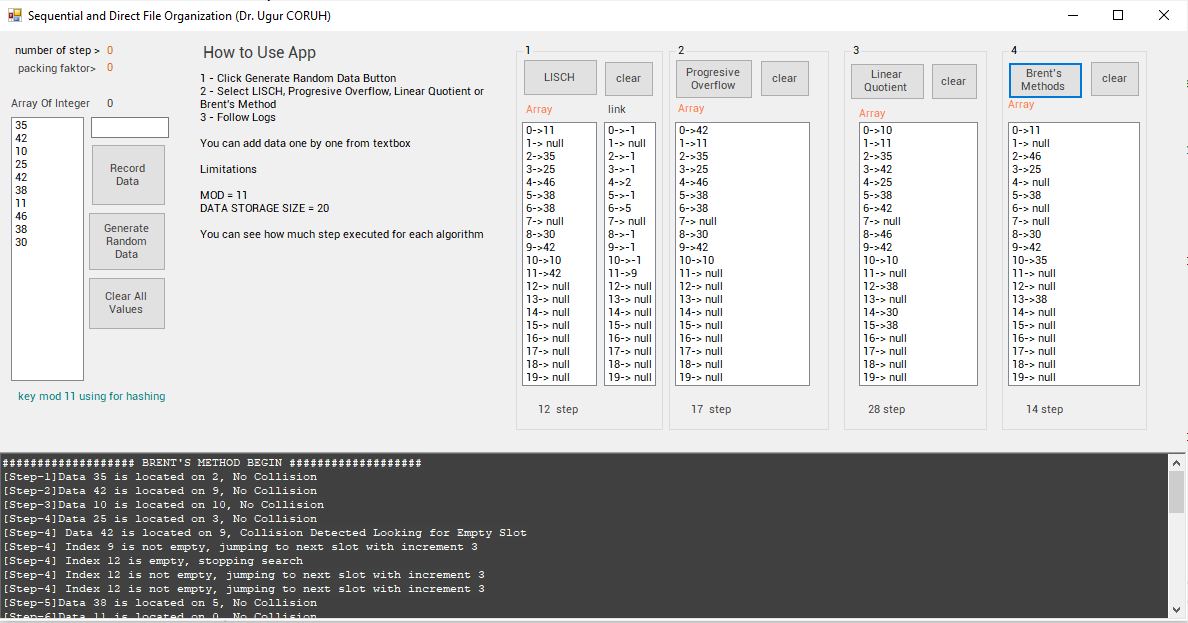 Sequential and Direct File Organization (Dr. Ugur CORUH)
number of step > 0
packing faktor> 0
Array Of Integer 0
35
42
10
25
42
38
11
46
38
30
Record
Data
Generate
Random
Data
Clear All
Values
key mod 11 using for hashing
How to Use App
1 - Click Generate Random Data Button
2 - Select LISCH, Progresive Overflow, Linear Quotient or
Brent's Method
3 - Follow Logs
You can add data one by one from textbox
Limitations
MOD = 11
DATA STORAGE SIZE = 20
You can see how much step executed for each algorithm
1
LISCH
clear
Array
0->11
1-> null
2->35
3->25
4->46
5->38
6->38
7-> null
8->30
9->42
10->10
11->42
12-> null
13-> null
14-> null
15-> null
16-> null
17-> null
18-> null
19-> null
link
0->-1
1-> null
2->-1
3->-1
4->2
5->-1
6->5
7-> null
8->-1
9->-1
10->-1
11->9
12-> null
13-> null
14-> null
15-> null
16-> null
17-> null
18-> null
19-> null
12 step
2
Progresive
Overflow
clear
Array
0->42
1->11
2->35
3->25
4->46
5->38
6->38
7-> null
8->30
9->42
10->10
11-> null
12-> null
13-> null
14-> null
15-> null
16-> null
17-> null
18-> null
19-> null
17 step
3
Linear
Quotient
clear
Array
0->10
1->11
2->35
3->42
4->25
5->38
6->42
7-> null
8->46
9->42
10->10
11-> null
12->38
13-> null
14->30
15->38
16-> null
17-> null
18-> null
19-> null
28 step
4
Brent's
Methods
clear
Array
0->11
1-> null
2->46
3->25
4-> null
5->38
6-> null
7-> null
8->30
9->42
10->35
11-> null
12-> null
13->38
14-> null
15-> null
16-> null
17-> null
18-> null
19-> null
14 step
################### BRENT'S METHOD BEGIN ###################
[Step-1]Data 35 is located on 2, No Collision
[Step-2]Data 42 is located on 9, No Collision
[Step-3]Data 10 is located on 10, No Collision
[Step-4]Data 25 is located on 3, No Collision
[Step-4] Data 42 is located on 9, Collision Detected Looking for Empty Slot
[Step-4] Index 9 is not empty, jumping to next slot with increment 3
[Step-4] Index 12 is empty, stopping search
[Step-4] Index 12 is not empty, jumping to next slot with increment 3
[Step-4] Index 12 is not empty, jumping to next slot with increment 3
[Step-5]Data 38 is located on 5, No Collision
[Step-6]Data 11 is located on 0, No Collision